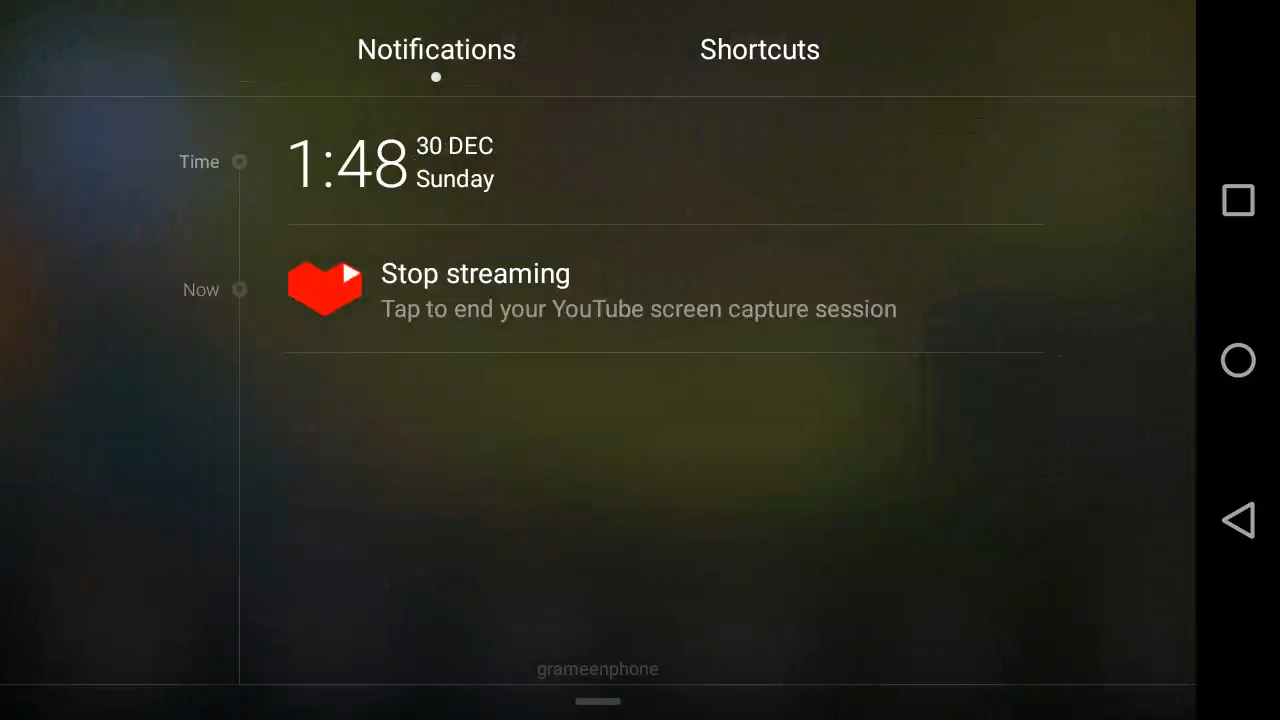 Notifications
Shortcuts
Time
1:48
30 DEC
Sunday
Now
Stop streaming
Tap to end your YouTube screen capture session
grameenphone